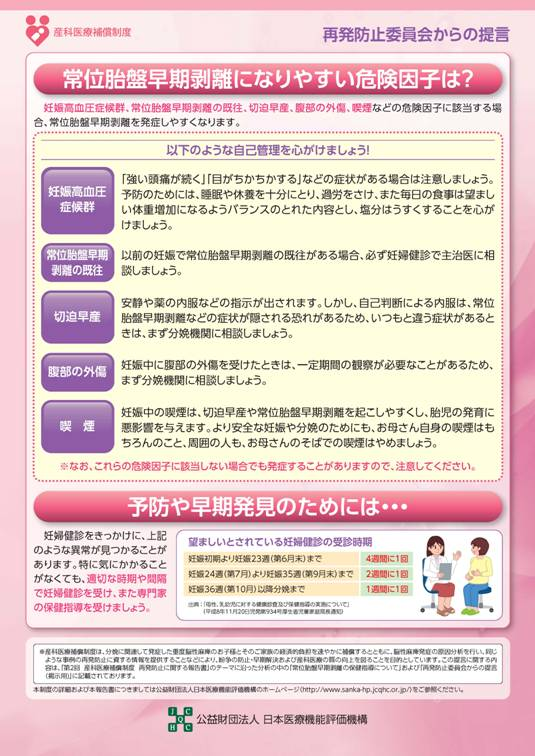 産科医療補償制度
再発防止委員会からの提言
常位胎盤早期剥離になりやすい危険因子は?
妊娠高血圧症候群、常位胎盤早期剥離の既往、切迫早産、腹部の外傷、喫煙などの危険因子に該当する場
合、常位胎盤早期剥離を発症しやすくなります。
以下のような自己管理を心がけましょう!
妊娠高血圧
症候群
「強い頭痛が続く」「目がちかちかする」などの症状がある場合は注意しましょう。
予防のためには、睡眠や休養を十分にとり、過労をさけ、また毎日の食事は望まし
い体重増加になるようバランスのとれた内容とし、塩分はうすくすることを心が
けましょう。
常位胎盤早期
剥離の既往
以前の妊娠で常位胎盤早期剥離の既往がある場合、必ず妊婦健診で主治医に相
談しましょう。
切迫早産
安静や薬の内服などの指示が出されます。しかし、自己判断による内服は、常位
胎盤早期剥離などの症状が隠される恐れがあるため、いつもと違う症状があると
きは、まず分娩機関に相談しましょう。
腹部の外傷
妊娠中に腹部の外傷を受けたときは、一定期間の観察が必要なことがあるため、
まず分娩機関に相談しましょう。
喫 煙
妊娠中の喫煙は、切迫早産や常位胎盤早期剥離を起こしやすくし、胎児の発育に
悪影響を与えます。より安全な妊娠や分娩のためにも、お母さん自身の喫煙はも
ちろんのこと、周囲の人も、お母さんのそばでの喫煙はやめましょう。
※なお、これらの危険因子に該当しない場合でも発症することがありますので、注意してください。
予防や早期発見のためには・・・
妊婦健診をきっかけに、上記
のような異常が見つかることが
あります。特に気にかかること
がなくても、適切な時期や間隔
で妊婦健診を受け、また専門家
の保健指導を受けましょう。
望ましいとされている妊婦健診の受診時期
妊娠初期より妊娠23週(第6月末)まで 4週間に1回
妊娠24週(第7月)より妊娠35週(第9月末)まで 2週間に1回
妊娠36週(第10月)以降分娩まで 1週間に1回
出典:「母性、乳幼児に対する健康診査及び保健指導の実施について」
(平成8年11月20日児発第934号厚生省児童家庭局長通知)
※産科医療補償制度は、分娩に関連して発症した重度脳性麻痺のお子様とそのご家族の経済的負担を速やかに補償するとともに、脳性麻痺発症の原因分析を行い、同じ
ような事例の再発防止に資する情報を提供することなどにより、紛争の防止・早期解決および産科医療の質の向上を図ることを目的としています。この提言に関する内
容は、「第2回 産科医療補償制度 再発防止に関する報告書」のテーマに沿った分析の中の「常位胎盤早期剥離の保健指導について」および「再発防止委員会からの提言
(掲示用)」に記載されております。
本制度の詳細および本報告書につきましては公益財団法人日本医療機能評価機構のホームページ(http://www.sanka-hp.jcqhc.or.jp/)をご参照ください。
JCQHC
公益財団法人 日本医療機能評価機構